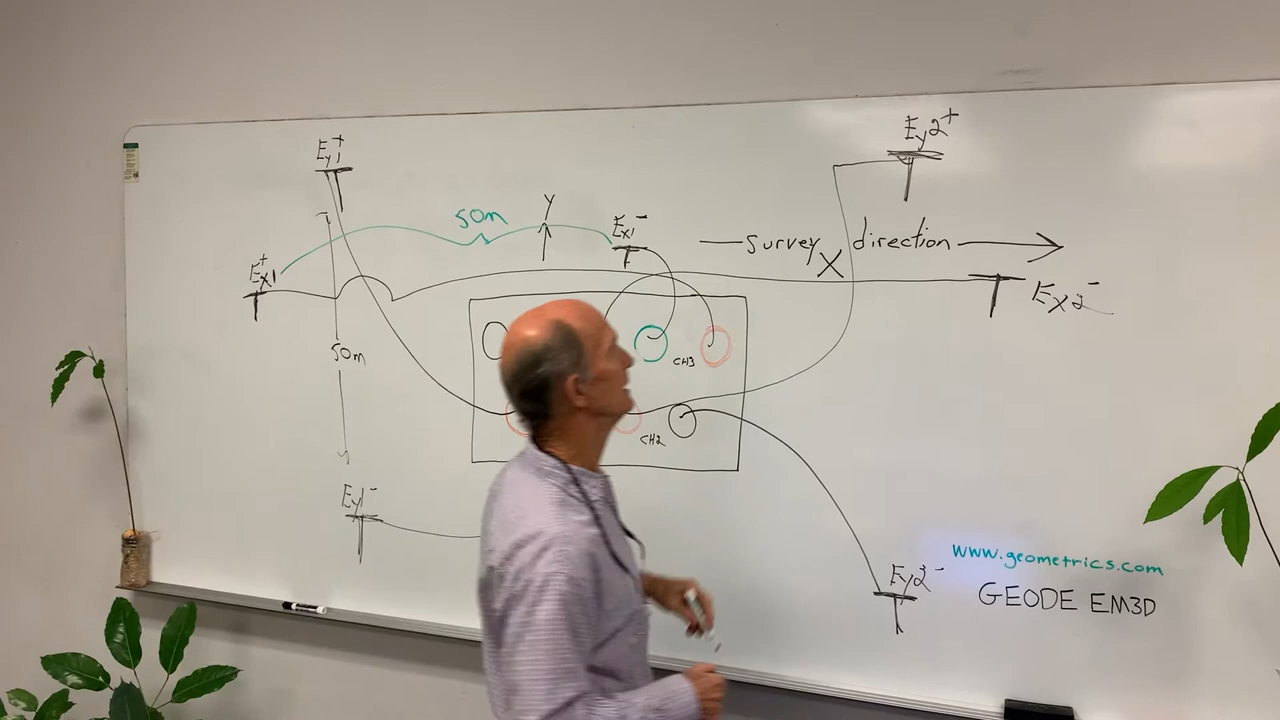 Ey2+
Ey1+
50m
Y
Ex1-
survey direction
X
Ex1+
Ex2-
50m
CH3
CH2
Ey1-
www.geometrics.com
Ey2-
GEODE EM3D